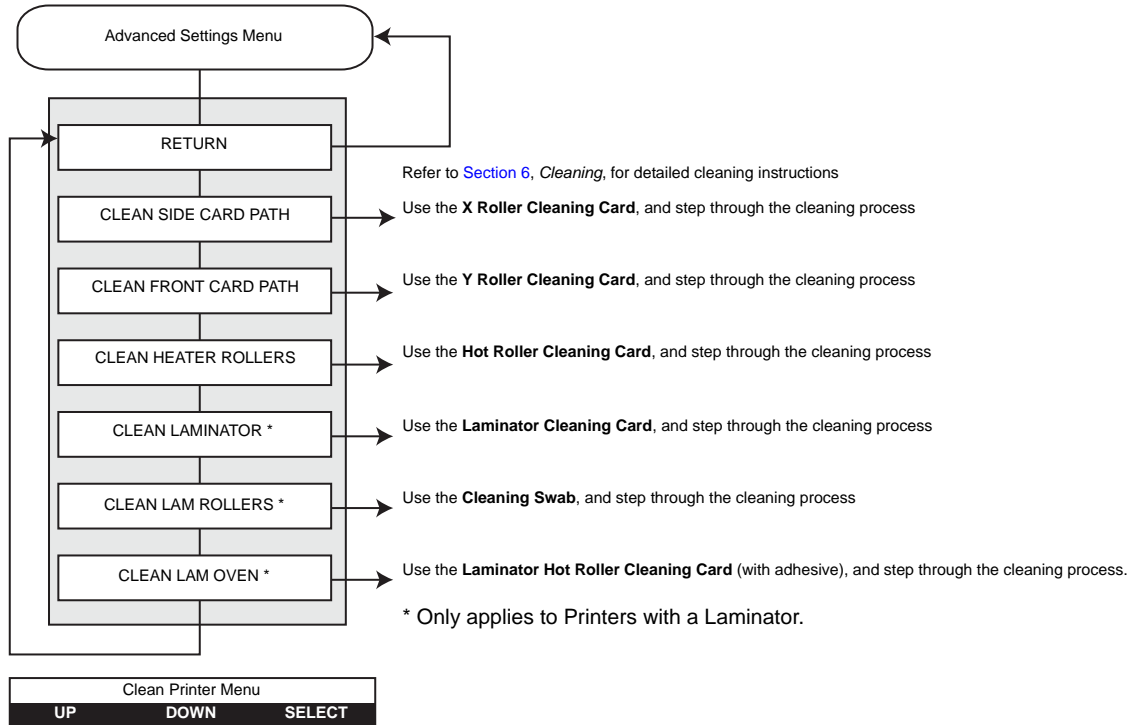 Advanced Settings Menu
RETURN
Refer to Section 6, Cleaning, for detailed cleaning instructions
CLEAN SIDE CARD PATH
Use the X Roller Cleaning Card, and step through the cleaning process
CLEAN FRONT CARD PATH
Use the Y Roller Cleaning Card, and step through the cleaning process
CLEAN HEATER ROLLERS
Use the Hot Roller Cleaning Card, and step through the cleaning process
CLEAN LAMINATOR *
Use the Laminator Cleaning Card, and step through the cleaning process
CLEAN LAM ROLLERS *
Use the Cleaning Swab, and step through the cleaning process
CLEAN LAM OVEN *
Use the Laminator Hot Roller Cleaning Card (with adhesive), and step through the cleaning process.
* Only applies to Printers with a Laminator.
Clean Printer Menu
UP DOWN SELECT